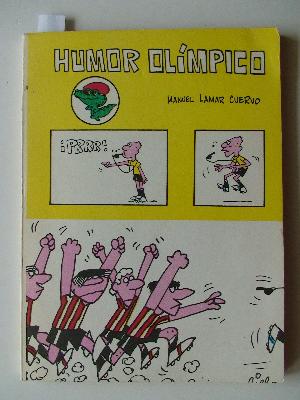 HUMOR OLÍMPICO
MANUEL LAMAR CUERVO
¡PRRR!